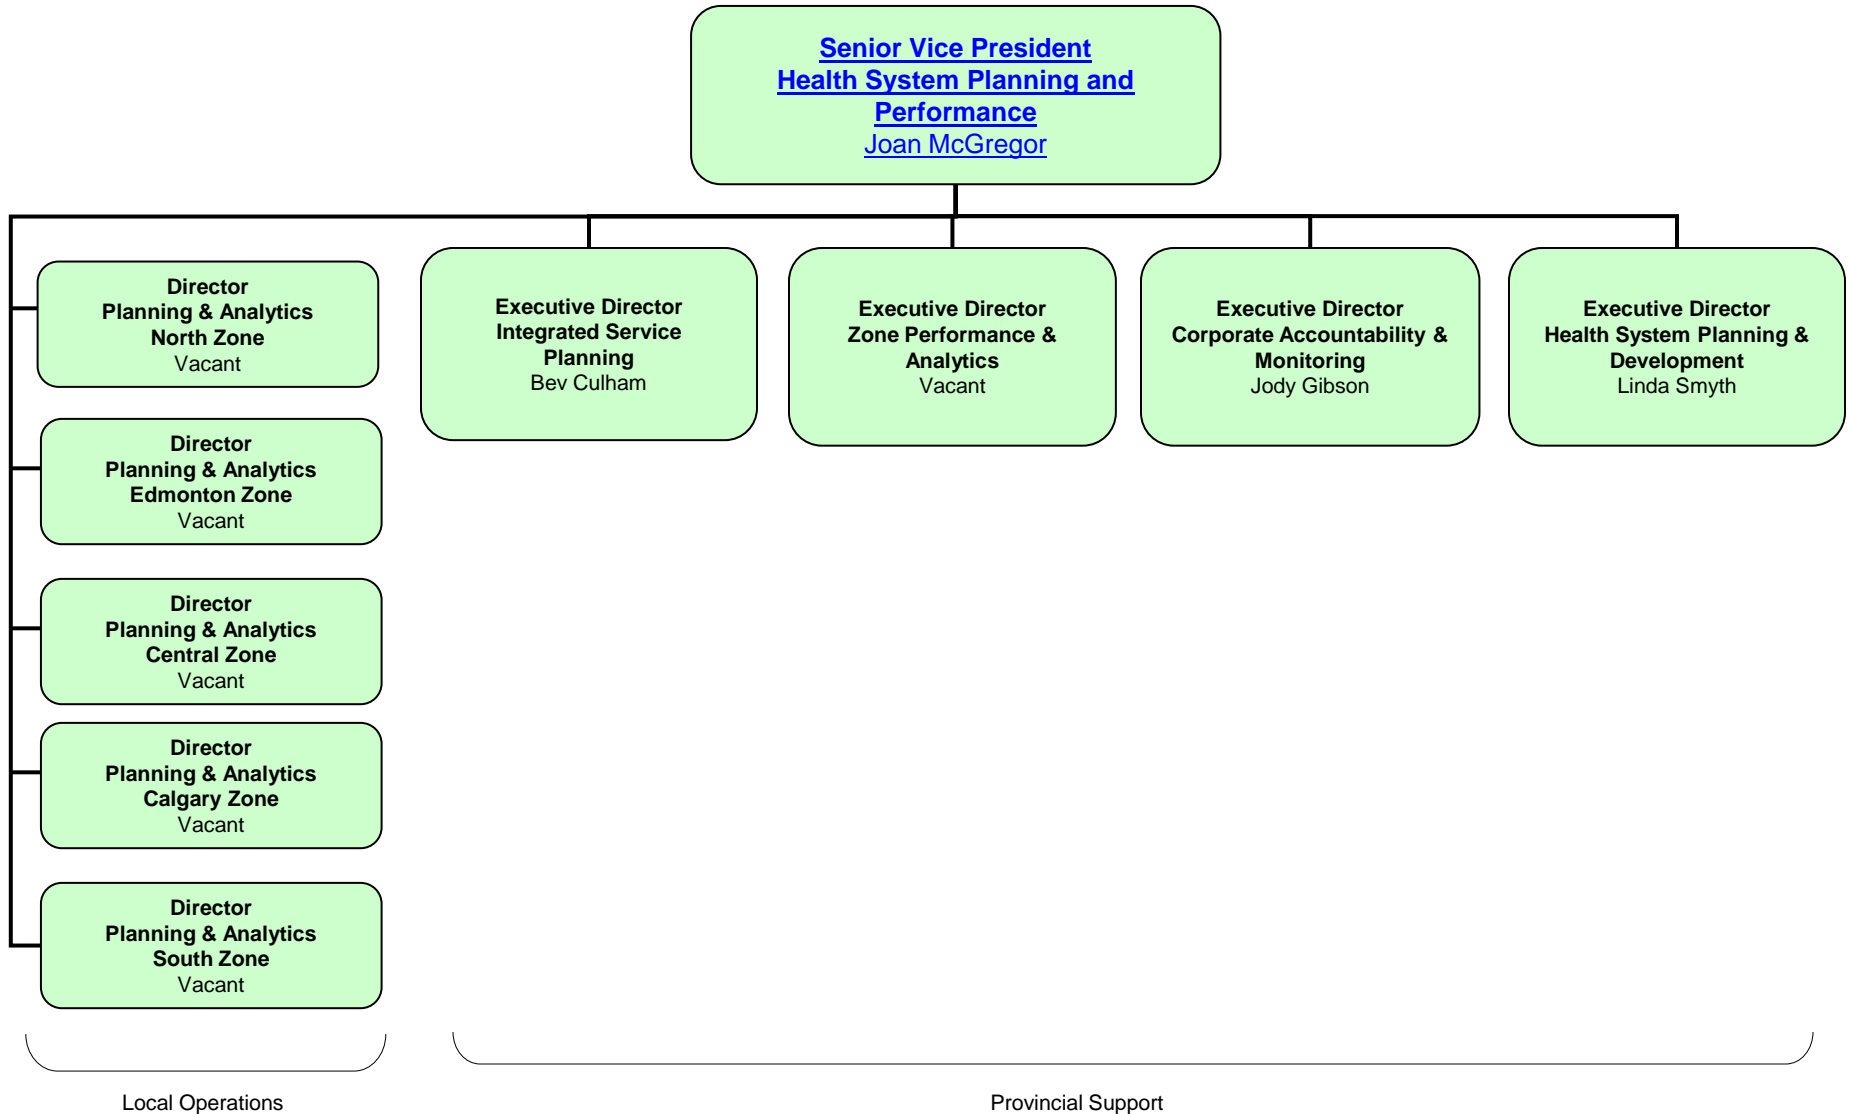 Senior Vice President
Health System Planning and
Performance
Joan McGregor
Director
Planning & Analytics
North Zone
Vacant
Director
Planning & Analytics
Edmonton Zone
Vacant
Director
Planning & Analytics
Central Zone
Vacant
Director
Planning & Analytics
Calgary Zone
Vacant
Director
Planning & Analytics
South Zone
Vacant
Executive Director
Integrated Service
Planning
Bev Culham
Executive Director
Zone Performance &
Analytics
Vacant
Executive Director
Corporate Accountability &
Monitoring
Jody Gibson
Executive Director
Health System Planning &
Development
Linda Smyth
Local Operations
Provincial Support